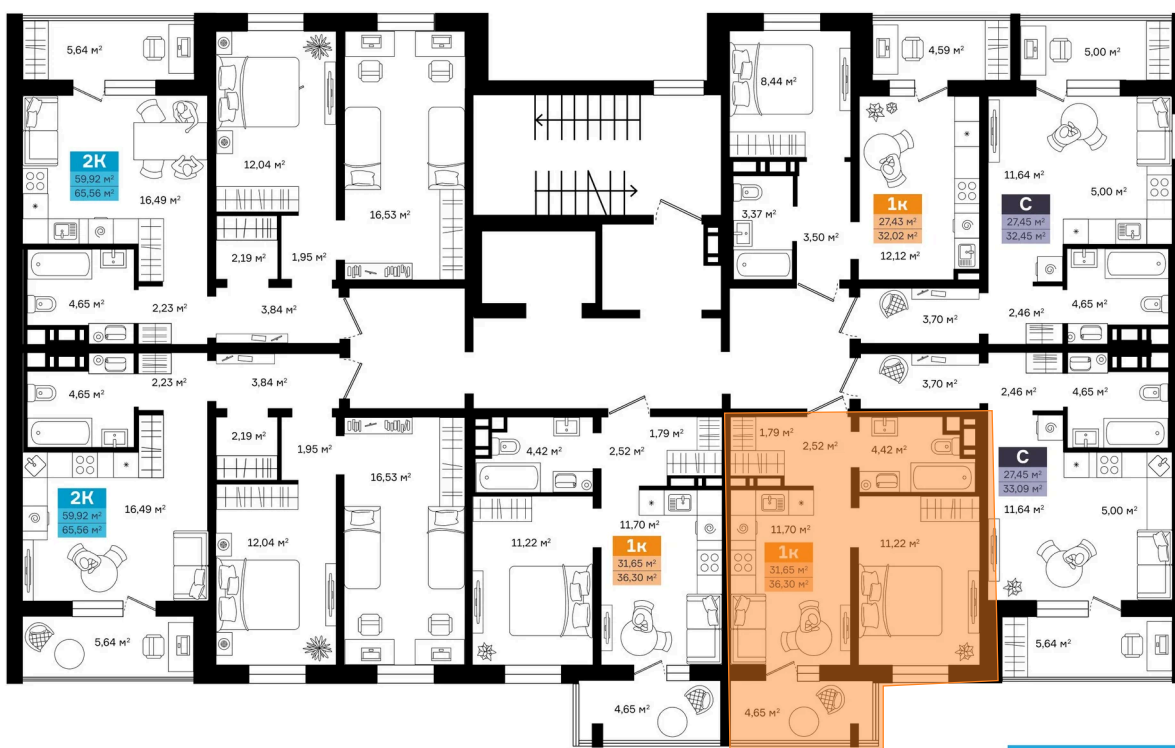 5,64 м²
12,04 м²
16,53 м²
8,44 м²
4,59 м²
5,00 м²
2К
59,92 м²
65,56 м²
16,49 м²
2,19 м²
1,95 м²
3,37 м²
3,50 м²
1к
27,43 м²
32,02 м²
12,12 м²
11,64 м²
5,00 м²
С
27,45 м²
32,45 м²
4,65 м²
2,23 м²
3,84 м²
3,70 м²
2,46 м²
4,65 м²
4,65 м²
2,23 м²
3,84 м²
3,70 м²
2,46 м²
4,65 м²
2,19 м²
1,95 м²
16,53 м²
4,42 м²
2,52 м²
1,79 м²
1,79 м²
2,52 м²
4,42 м²
С
27,45 м²
33,09 м²
11,64 м²
5,00 м²
2К
59,92 м²
65,56 м²
16,49 м²
12,04 м²
11,22 м²
11,70 м²
1к
31,65 м²
36,30 м²
11,70 м²
1к
31,65 м²
36,30 м²
11,22 м²
5,64 м²
4,65 м²
4,65 м²
5,64 м²